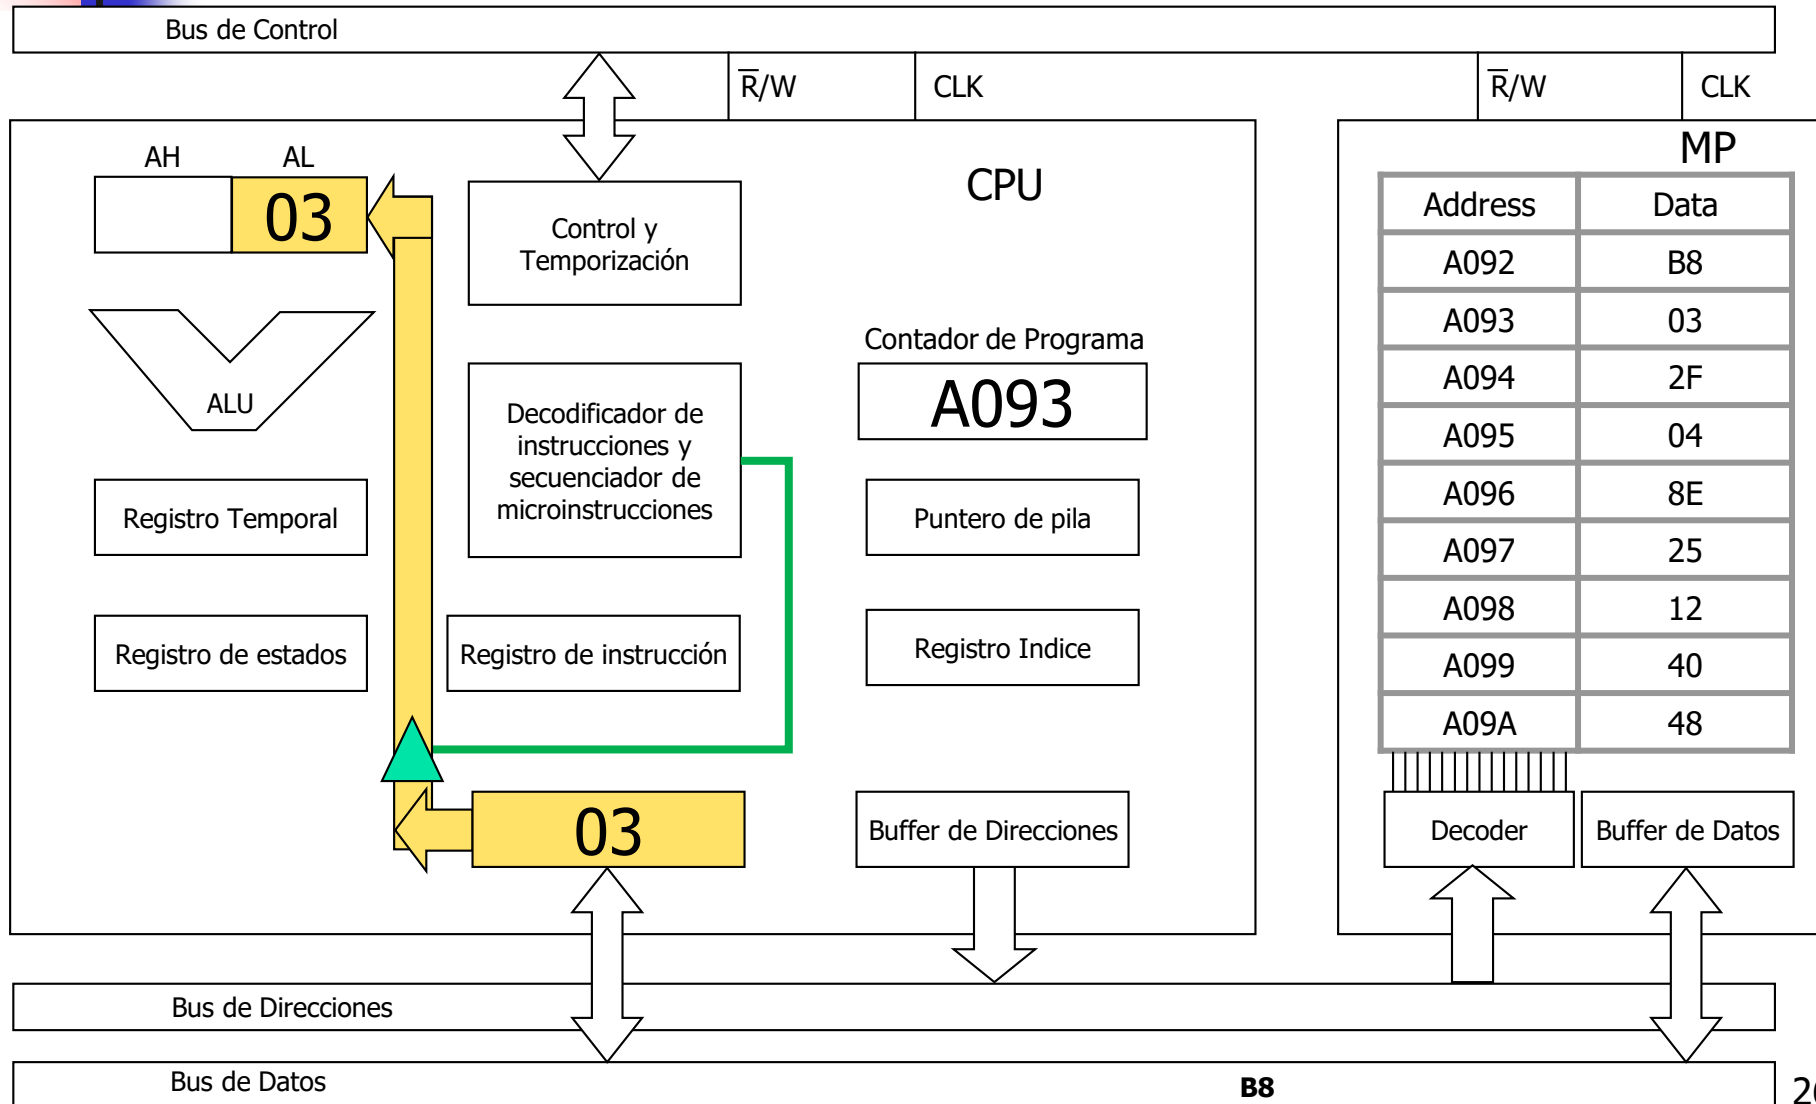 Bus de Control
R̅/W
CLK
R̅/W
CLK
AH
AL
03
Control y
Temporización
CPU
ALU
Decodificador de
instrucciones y
secuenciador de
microinstrucciones
Contador de Programa
A093
Registro Temporal
Puntero de pila
Registro de estados
Registro de instrucción
Registro Indice
03
Buffer de Direcciones
MP
Address Data
A092 B8
A093 03
A094 2F
A095 04
A096 8E
A097 25
A098 12
A099 40
A09A 48
Decoder
Buffer de Datos
Bus de Direcciones
Bus de Datos
B8